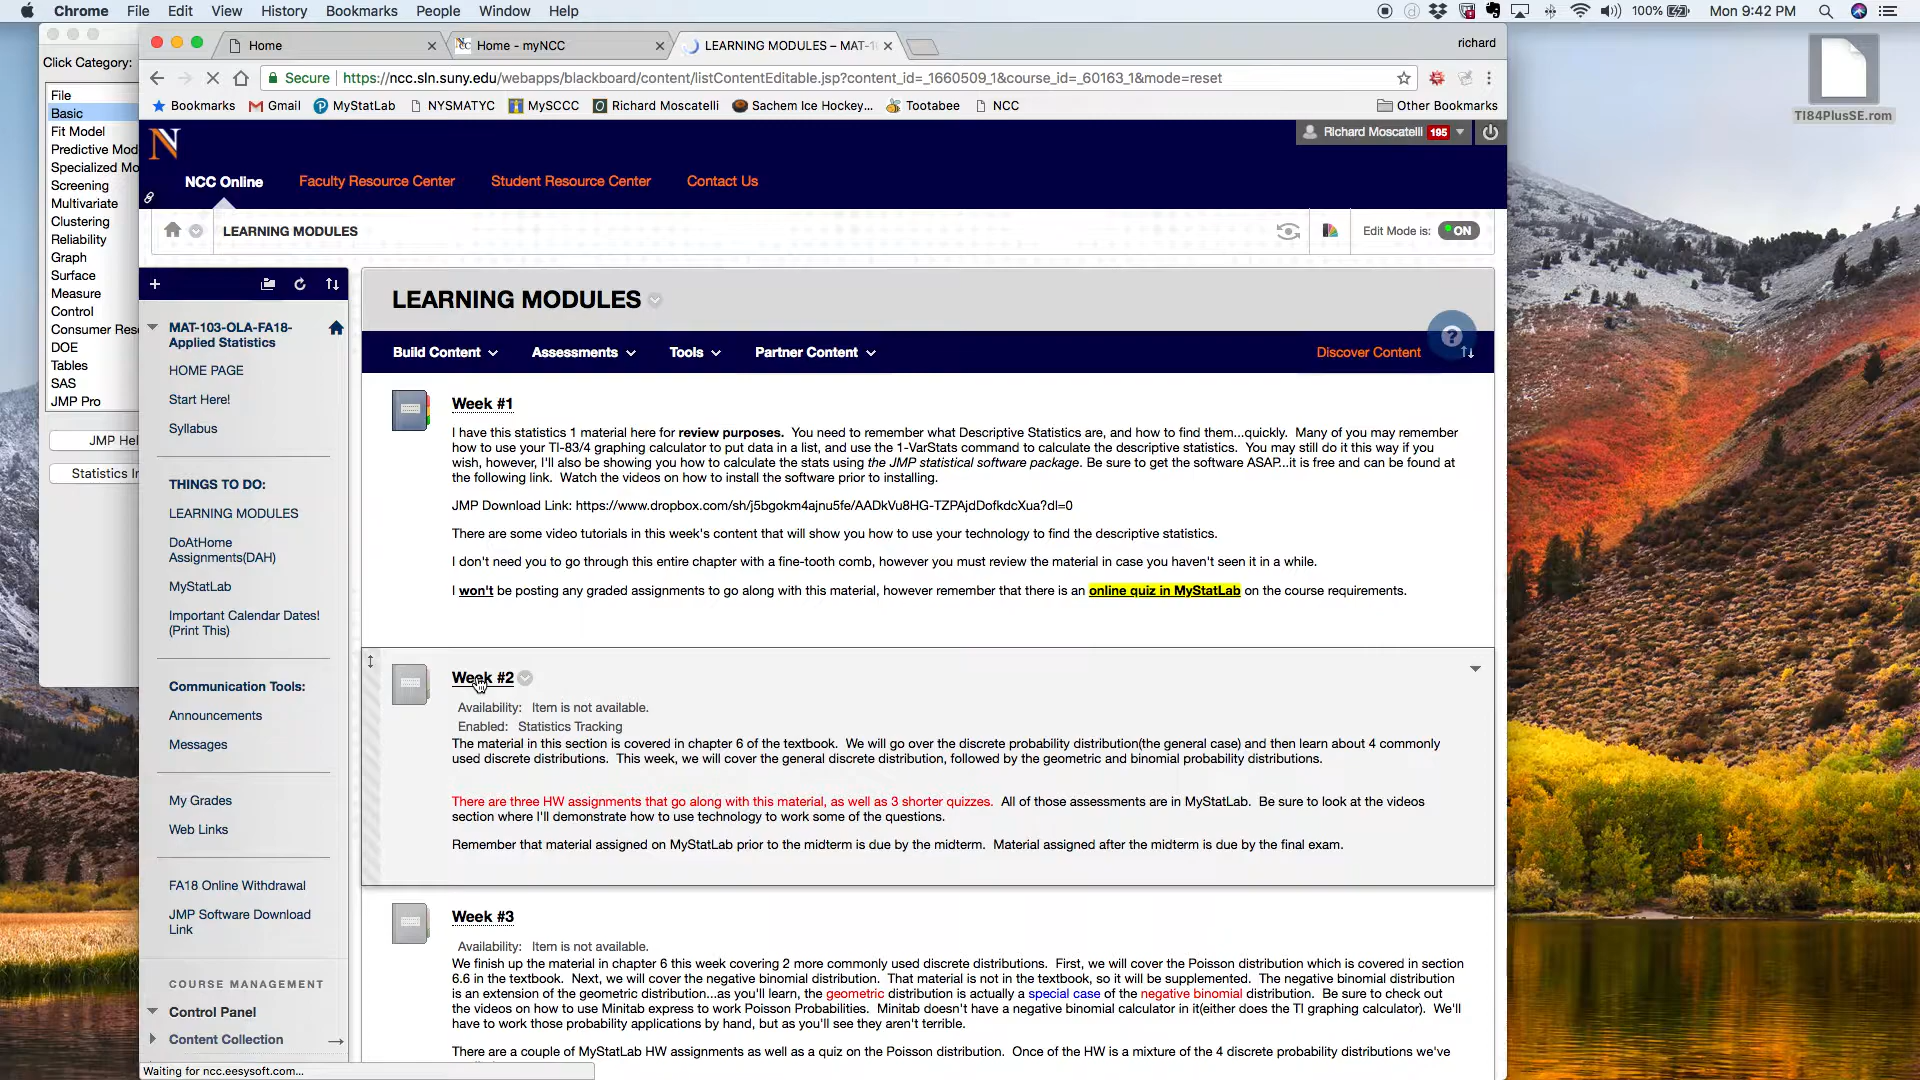 Chrome File Edit View History Bookmarks People Window Help
100% Mon 9:42 PM
Click Category:
File
Basic
Fit Model
Predictive Mod
Specialized Mo
Screening
Multivariate
Clustering
Reliability
Graph
Surface
Measure
Control
Consumer Rese
DOE
Tables
SAS
JMP Pro
JMP Hel
Statistics In
Home
Home - myNCC
LEARNING MODULES – MAT-1
richard
Secure https://ncc.sln.suny.edu/webapps/blackboard/content/listContentEditable.jsp?content_id=_1660509_1&course_id=_60163_1&mode=reset
Bookmarks Gmail MyStatLab NYSMATYC MySCCC Richard Moscatelli Sachem Ice Hockey... Tootabee NCC Other Bookmarks
TI84PlusSE.rom
N
Richard Moscatelli 195
NCC Online Faculty Resource Center Student Resource Center Contact Us
LEARNING MODULES
Edit Mode is: ON
MAT-103-OLA-FA18-
Applied Statistics
HOME PAGE
Start Here!
Syllabus
THINGS TO DO:
LEARNING MODULES
DoAtHome
Assignments(DAH)
MyStatLab
Important Calendar Dates!
(Print This)
Communication Tools:
Announcements
Messages
My Grades
Web Links
FA18 Online Withdrawal
JMP Software Download
Link
COURSE MANAGEMENT
Control Panel
Content Collection
LEARNING MODULES
Build Content Assessments Tools Partner Content Discover Content
?
Week #1
I have this statistics 1 material here for review purposes. You need to remember what Descriptive Statistics are, and how to find them...quickly. Many of you may remember
how to use your TI-83/4 graphing calculator to put data in a list, and use the 1-VarStats command to calculate the descriptive statistics. You may still do it this way if you
wish, however, I'll also be showing you how to calculate the stats using the JMP statistical software package. Be sure to get the software ASAP...it is free and can be found at
the following link. Watch the videos on how to install the software prior to installing.
JMP Download Link: https://www.dropbox.com/sh/j5bgokm4ajnu5fe/AADkVu8HG-TZPAjdDofkdcXua?dl=0
There are some video tutorials in this week's content that will show you how to use your technology to find the descriptive statistics.
I don't need you to go through this entire chapter with a fine-tooth comb, however you must review the material in case you haven't seen it in a while.
I won't be posting any graded assignments to go along with this material, however remember that there is an online quiz in MyStatLab on the course requirements.
Week #2
Availability: Item is not available.
Enabled: Statistics Tracking
The material in this section is covered in chapter 6 of the textbook. We will go over the discrete probability distribution(the general case) and then learn about 4 commonly
used discrete distributions. This week, we will cover the general discrete distribution, followed by the geometric and binomial probability distributions.
There are three HW assignments that go along with this material, as well as 3 shorter quizzes. All of those assessments are in MyStatLab. Be sure to look at the videos
section where I'll demonstrate how to use technology to work some of the questions.
Remember that material assigned on MyStatLab prior to the midterm is due by the midterm. Material assigned after the midterm is due by the final exam.
Week #3
Availability: Item is not available.
We finish up the material in chapter 6 this week covering 2 more commonly used discrete distributions. First, we will cover the Poisson distribution which is covered in section
6.6 in the textbook. Next, we will cover the negative binomial distribution. That material is not in the textbook, so it will be supplemented. The negative binomial distribution
is an extension of the geometric distribution...as you'll learn, the geometric distribution is actually a special case of the negative binomial distribution. Be sure to check out
the videos on how to use Minitab express to work Poisson Probabilities. Minitab doesn't have a negative binomial calculator in it(either does the TI graphing calculator). We'll
have to work those probability applications by hand, but as you'll see they aren't terrible.
There are a couple of MyStatLab HW assignments as well as a quiz on the Poisson distribution. Once of the HW is a mixture of the 4 discrete probability distributions we've
Waiting for ncc.eesysoft.com...